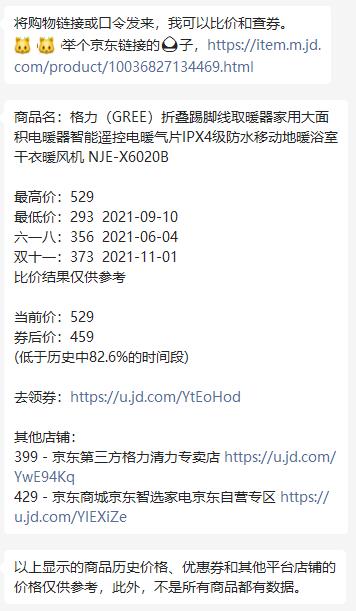 将购物链接或口令发来，我可以比价和查券。
🐱 🐱 举个京东链接的🌰子，https://item.m.jd.
com/product/10036827134469.html
商品名：格力（GREE）折叠踢脚线取暖器家用大面
积电暖器智能遥控电暖气片IPX4级防水移动地暖浴室
干衣暖风机 NJE-X6020B
最高价：529
最低价：293 2021-09-10
六一八：356 2021-06-04
双十一：373 2021-11-01
比价结果仅供参考
当前价：529
券后价：459
(低于历史中82.6%的时间段)
去领券：https://u.jd.com/YtEoHod
其他店铺：
399 - 京东第三方格力清力专卖店 https://u.jd.com/
YwE94Kq
429 - 京东商城京东智选家电京东自营专区 https://
u.jd.com/YIEXiZe
以上显示的商品历史价格、优惠券和其他平台店铺的
价格仅供参考，此外，不是所有商品都有数据。